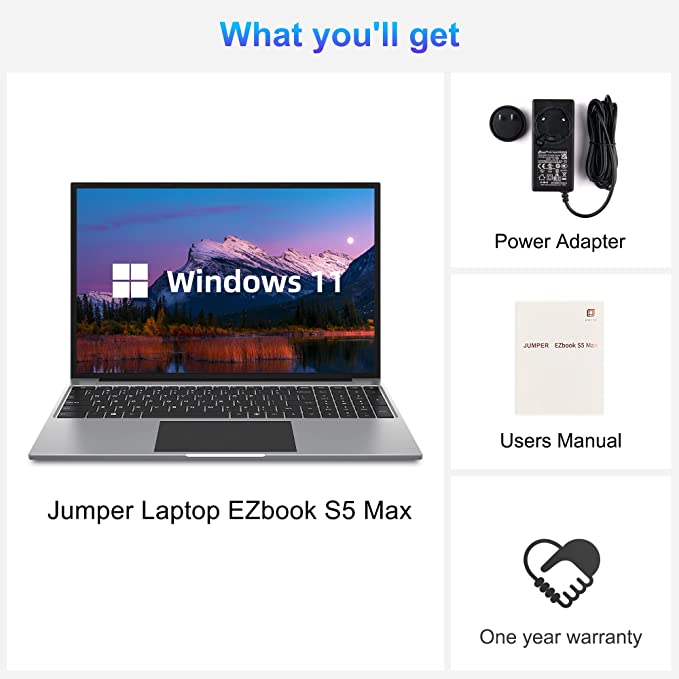 What you'll get
Windows 11
Jumper Laptop EZbook S5 Max
Power Adapter
JUMPER EZbook S5 Max
Users Manual
One year warranty